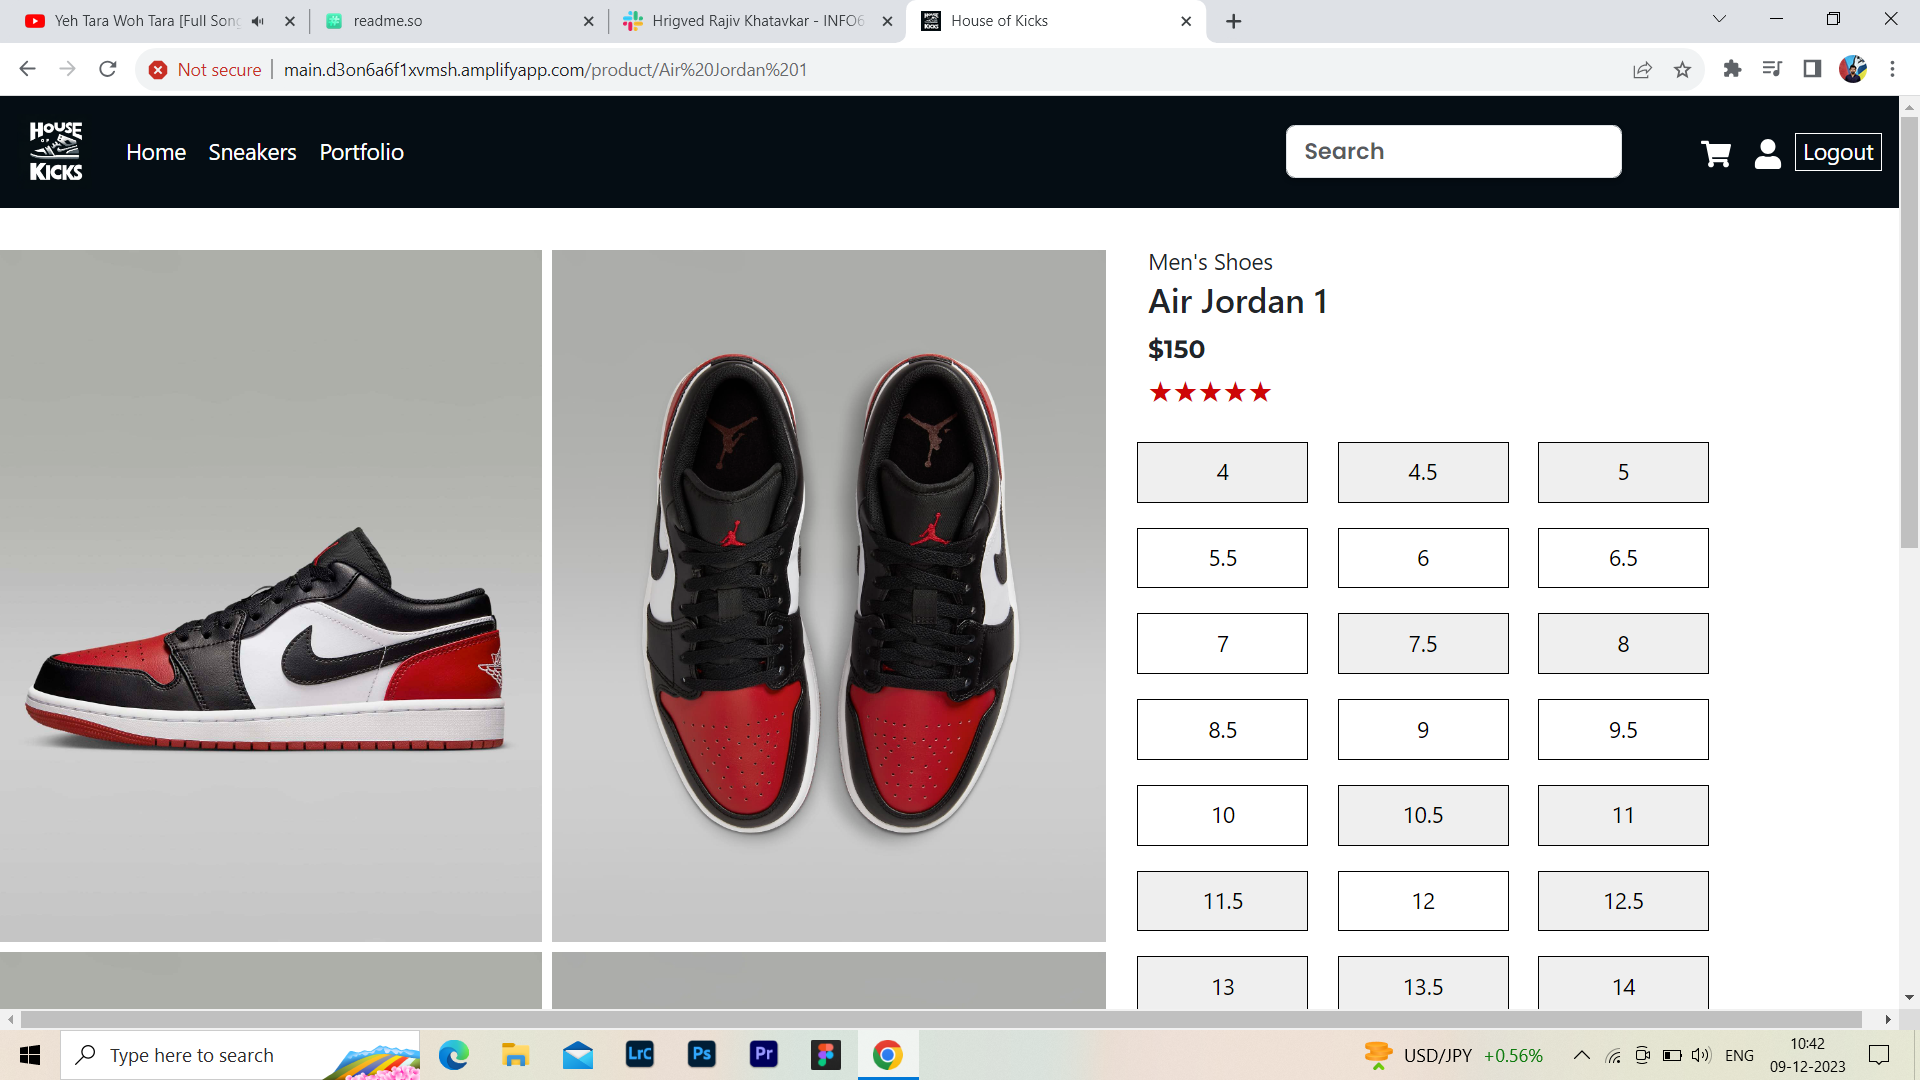 Yeh Tara Woh Tara [Full Song
readme.so
Hrigved Rajiv Khatavkar - INFO6
House of Kicks
Not secure
main.d3on6a6f1xvmsh.amplifyapp.com/product/Air%20Jordan%201
HOUSE
OF
KICKS
Home
Sneakers
Portfolio
Search
Logout
Men's Shoes
Air Jordan 1
$150
4
4.5
5
5.5
6
6.5
7
7.5
8
8.5
9
9.5
10
10.5
11
11.5
12
12.5
13
13.5
14
Type here to search
LrC
Ps
Pr
USD/JPY +0.56%
ENG
10:42
09-12-2023